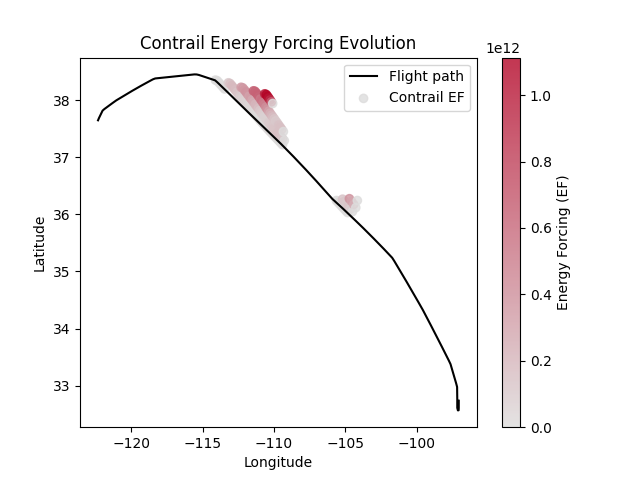 Contrail Energy Forcing Evolution
1e12
Flight path
Contrail EF
38
37
36
35
34
33
Latitude
−120
−115
−110
−105
−100
Longitude
1.0
0.8
0.6
0.4
0.2
0.0
Energy Forcing (EF)